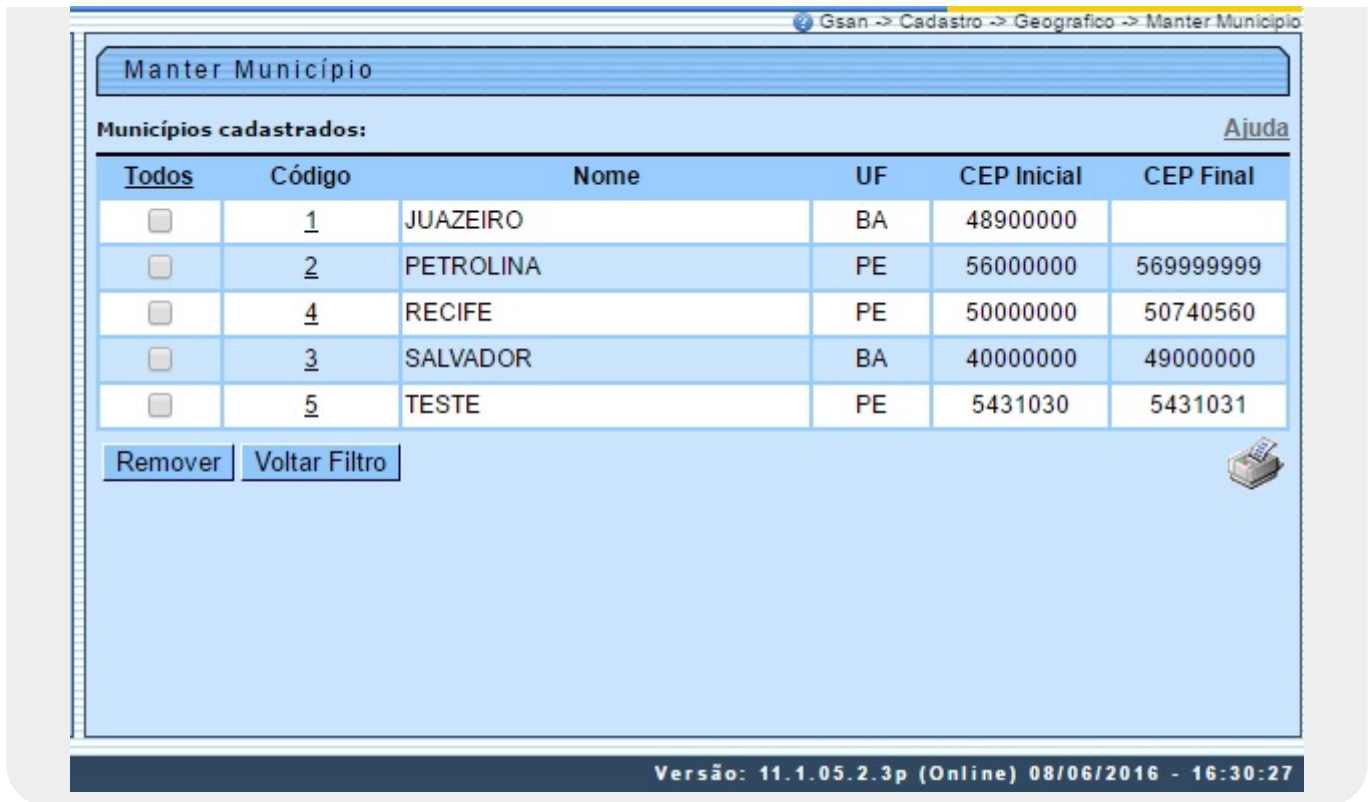 Gsan -> Cadastro -> Geografico -> Manter Municipio
Manter Município
Municípios cadastrados: Ajuda
Todos Código Nome UF CEP Inicial CEP Final
1 JUAZEIRO BA 48900000
2 PETROLINA PE 56000000 569999999
4 RECIFE PE 50000000 50740560
3 SALVADOR BA 40000000 49000000
5 TESTE PE 5431030 5431031
Remover Voltar Filtro
Versão: 11.1.05.2.3p (Online) 08/06/2016 - 16:30:27